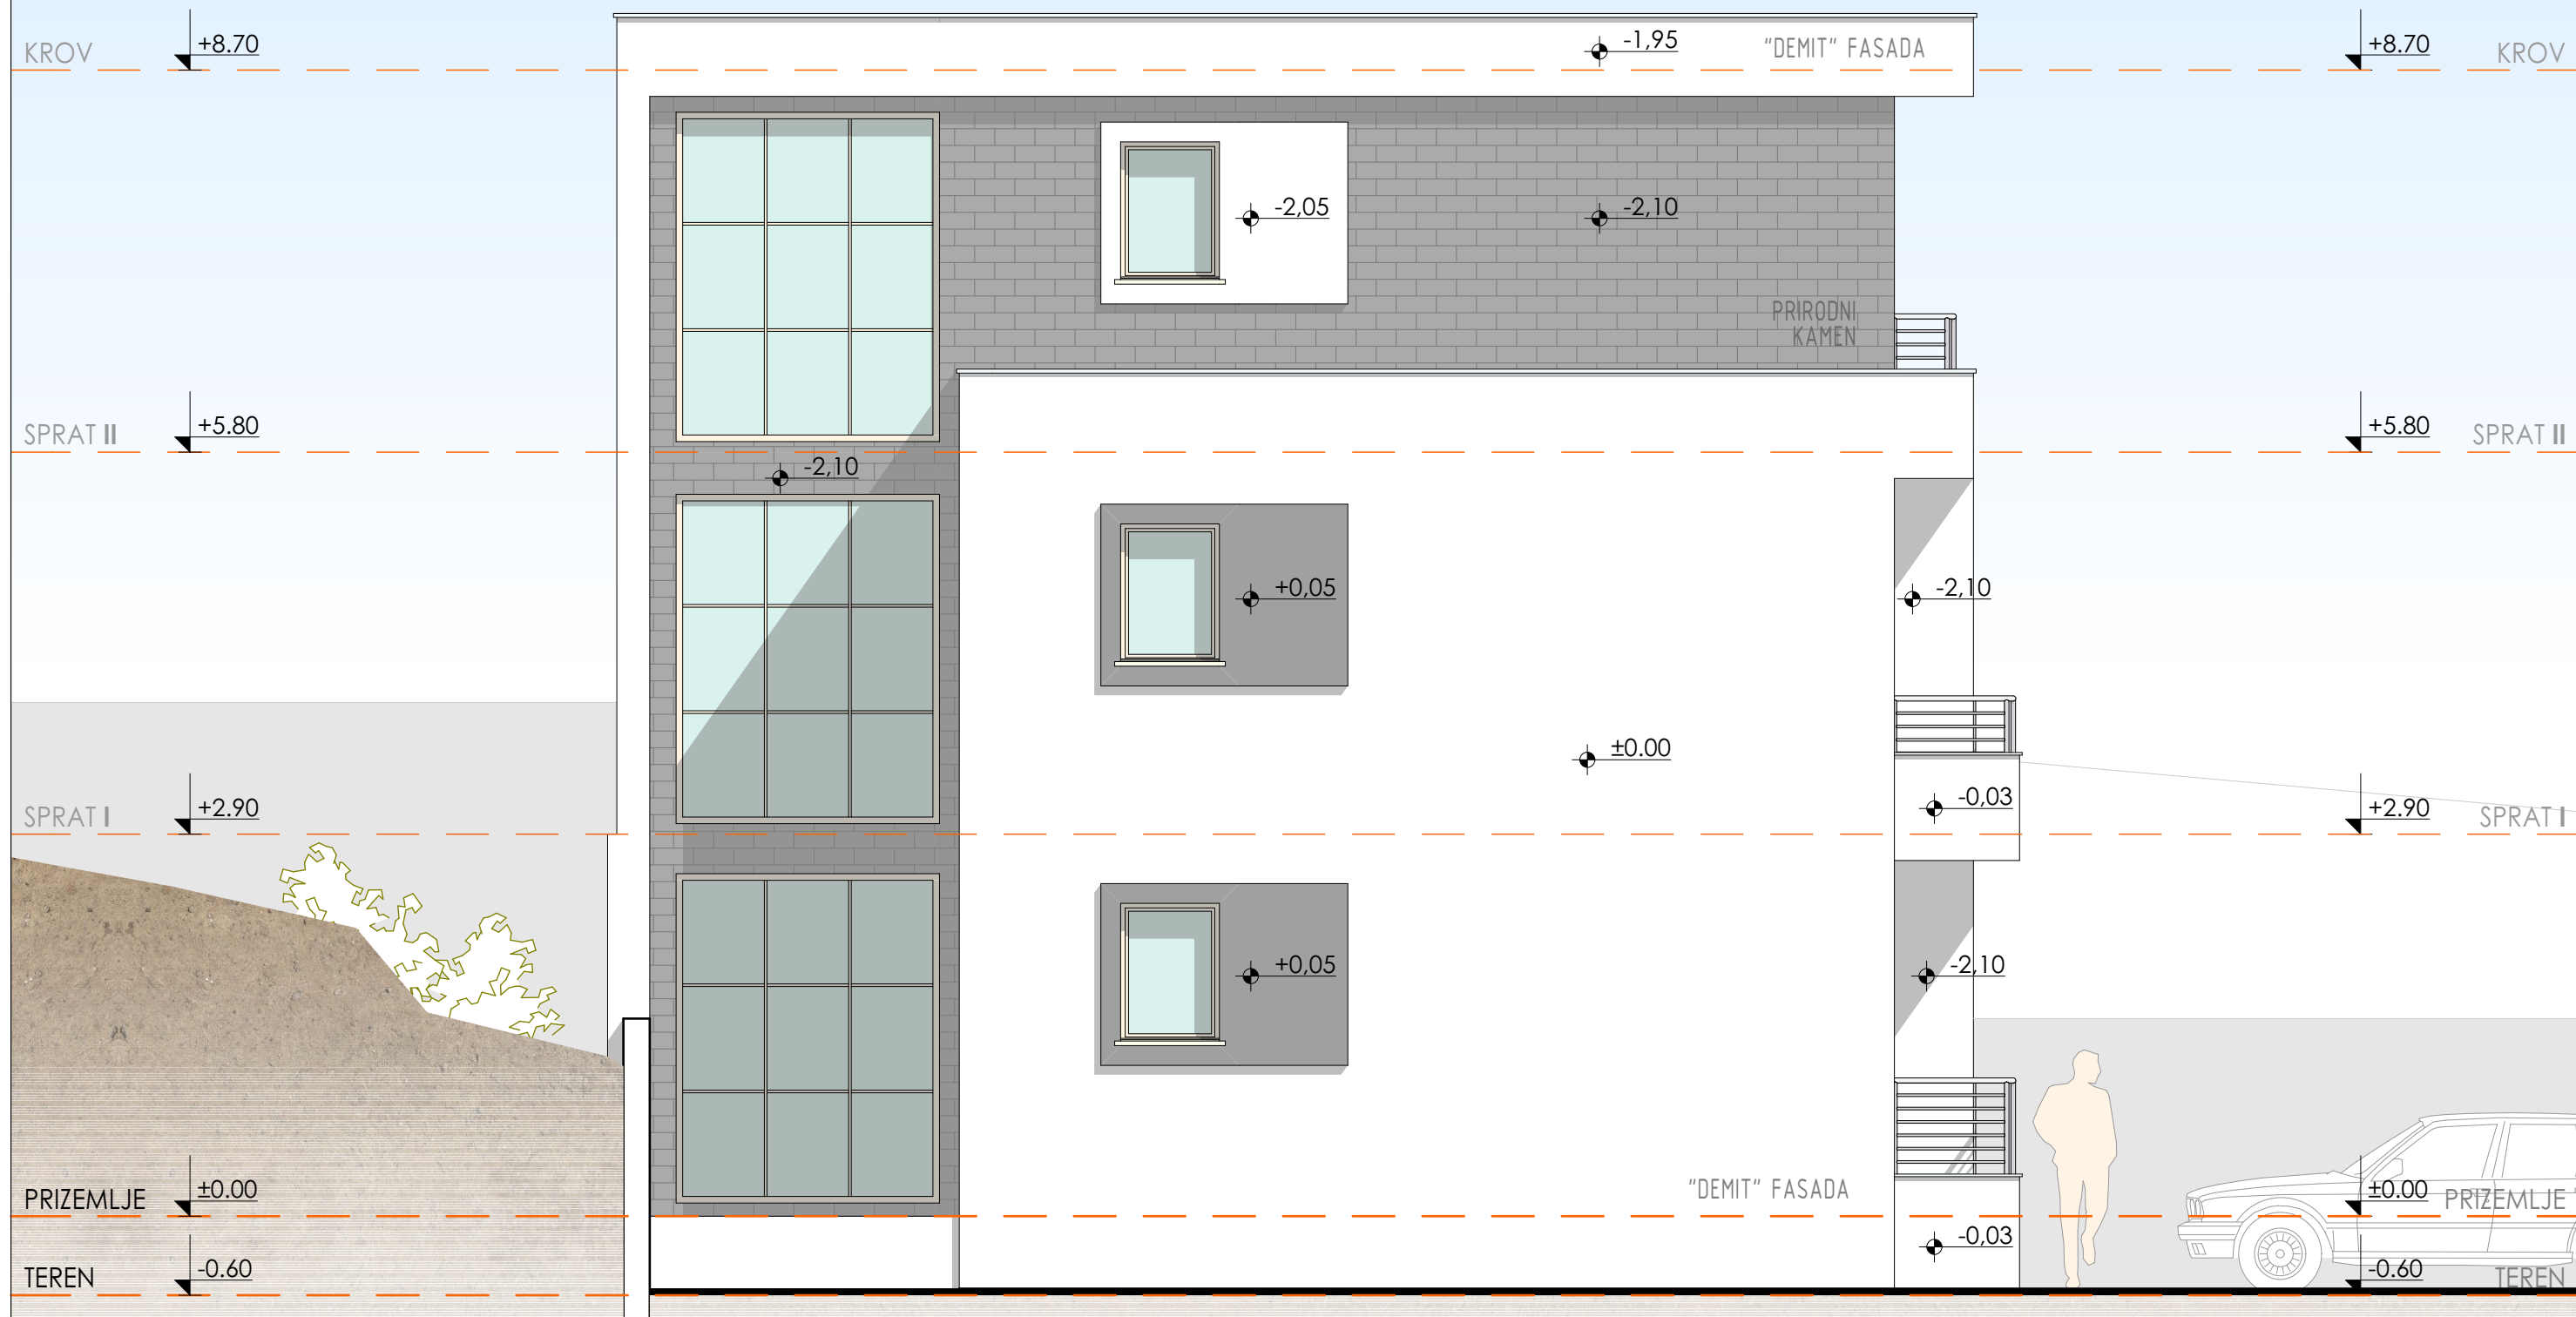 KROV +8.70 -1,95 "DEMIT" FASADA +8.70 KROV
-2,05 -2,10
PRIRODNI
KAMEN
SPRAT II +5.80 +5.80 SPRAT II
-2,10
+0,05 -2,10
±0.00
SPRAT I +2.90 -0,03 +2.90 SPRAT I
+0,05 -2,10
PRIZEMLJE ±0.00 "DEMIT" FASADA ±0.00 PRIZEMLJE
-0,03
TEREN -0.60 -0.60 TEREN